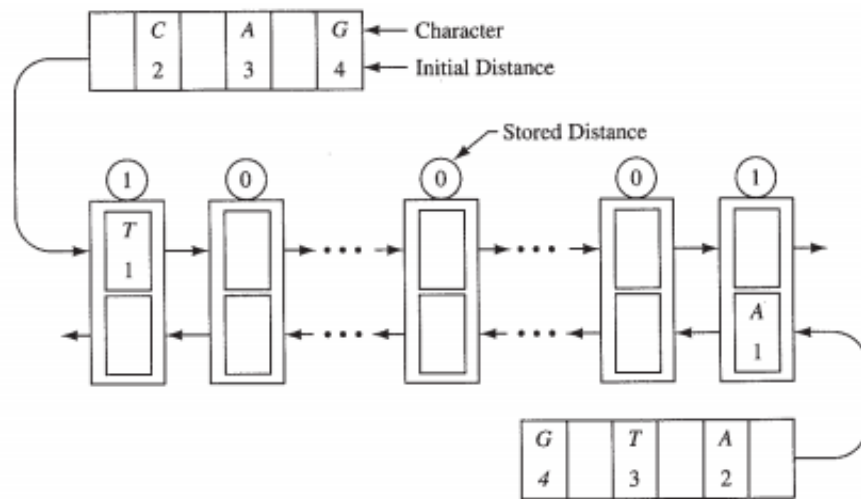 C A G Character
2 3 4 Initial Distance
Stored Distance
1 0 0 0 1
T
1
A
1
G T A
4 3 2